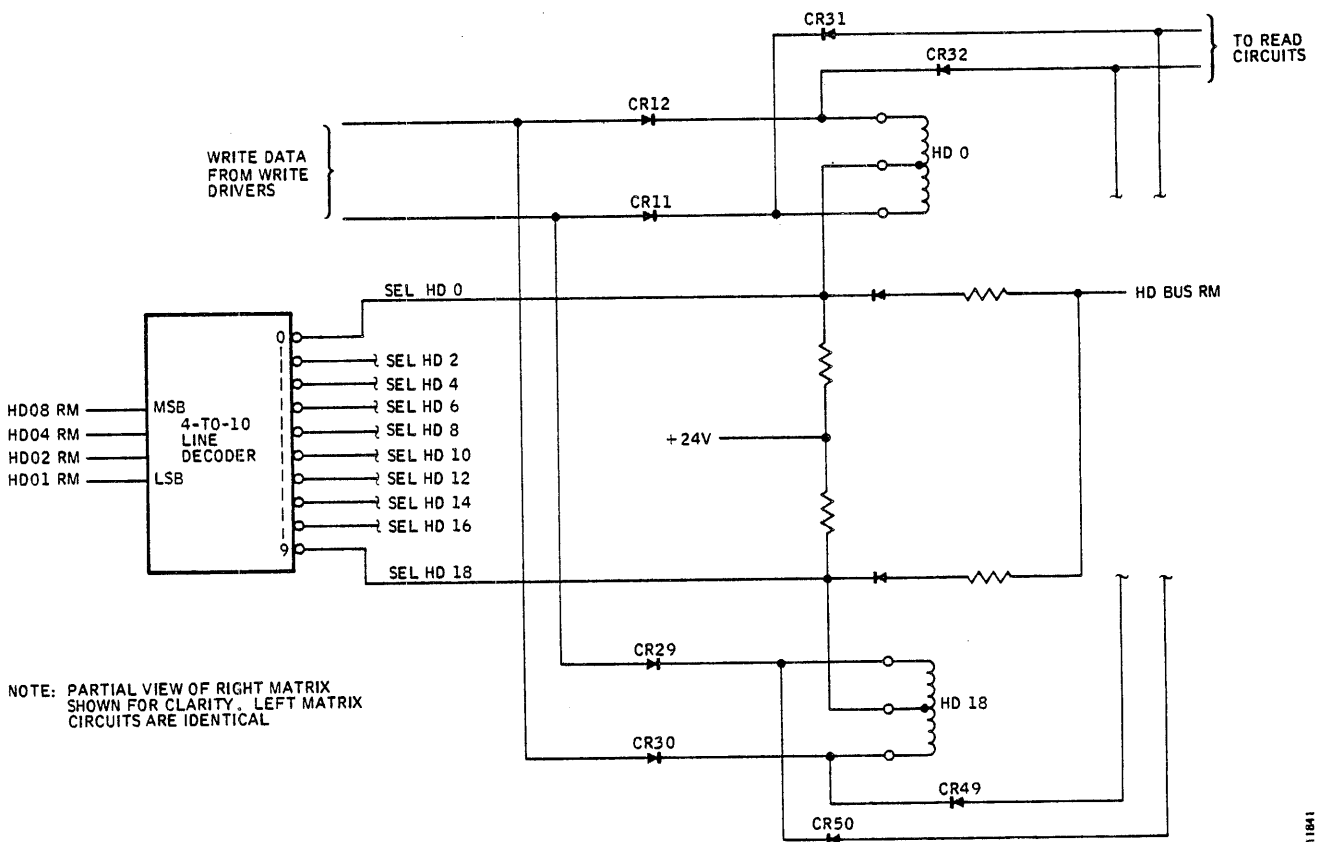 CR31
TO READ
CIRCUITS
CR32
CR12
WRITE DATA
FROM WRITE
DRIVERS
HD 0
CR11
SEL HD 0
HD BUS RM
0
SEL HD 2
SEL HD 4
SEL HD 6
SEL HD 8
SEL HD 10
SEL HD 12
SEL HD 14
SEL HD 16
9
SEL HD 18
HD08 RM
HD04 RM
HD02 RM
HD01 RM
MSB
4-TO-10
LINE
DECODER
LSB
+24V
CR29
HD 18
CR30
NOTE: PARTIAL VIEW OF RIGHT MATRIX
SHOWN FOR CLARITY. LEFT MATRIX
CIRCUITS ARE IDENTICAL
CR49
CR50
11841